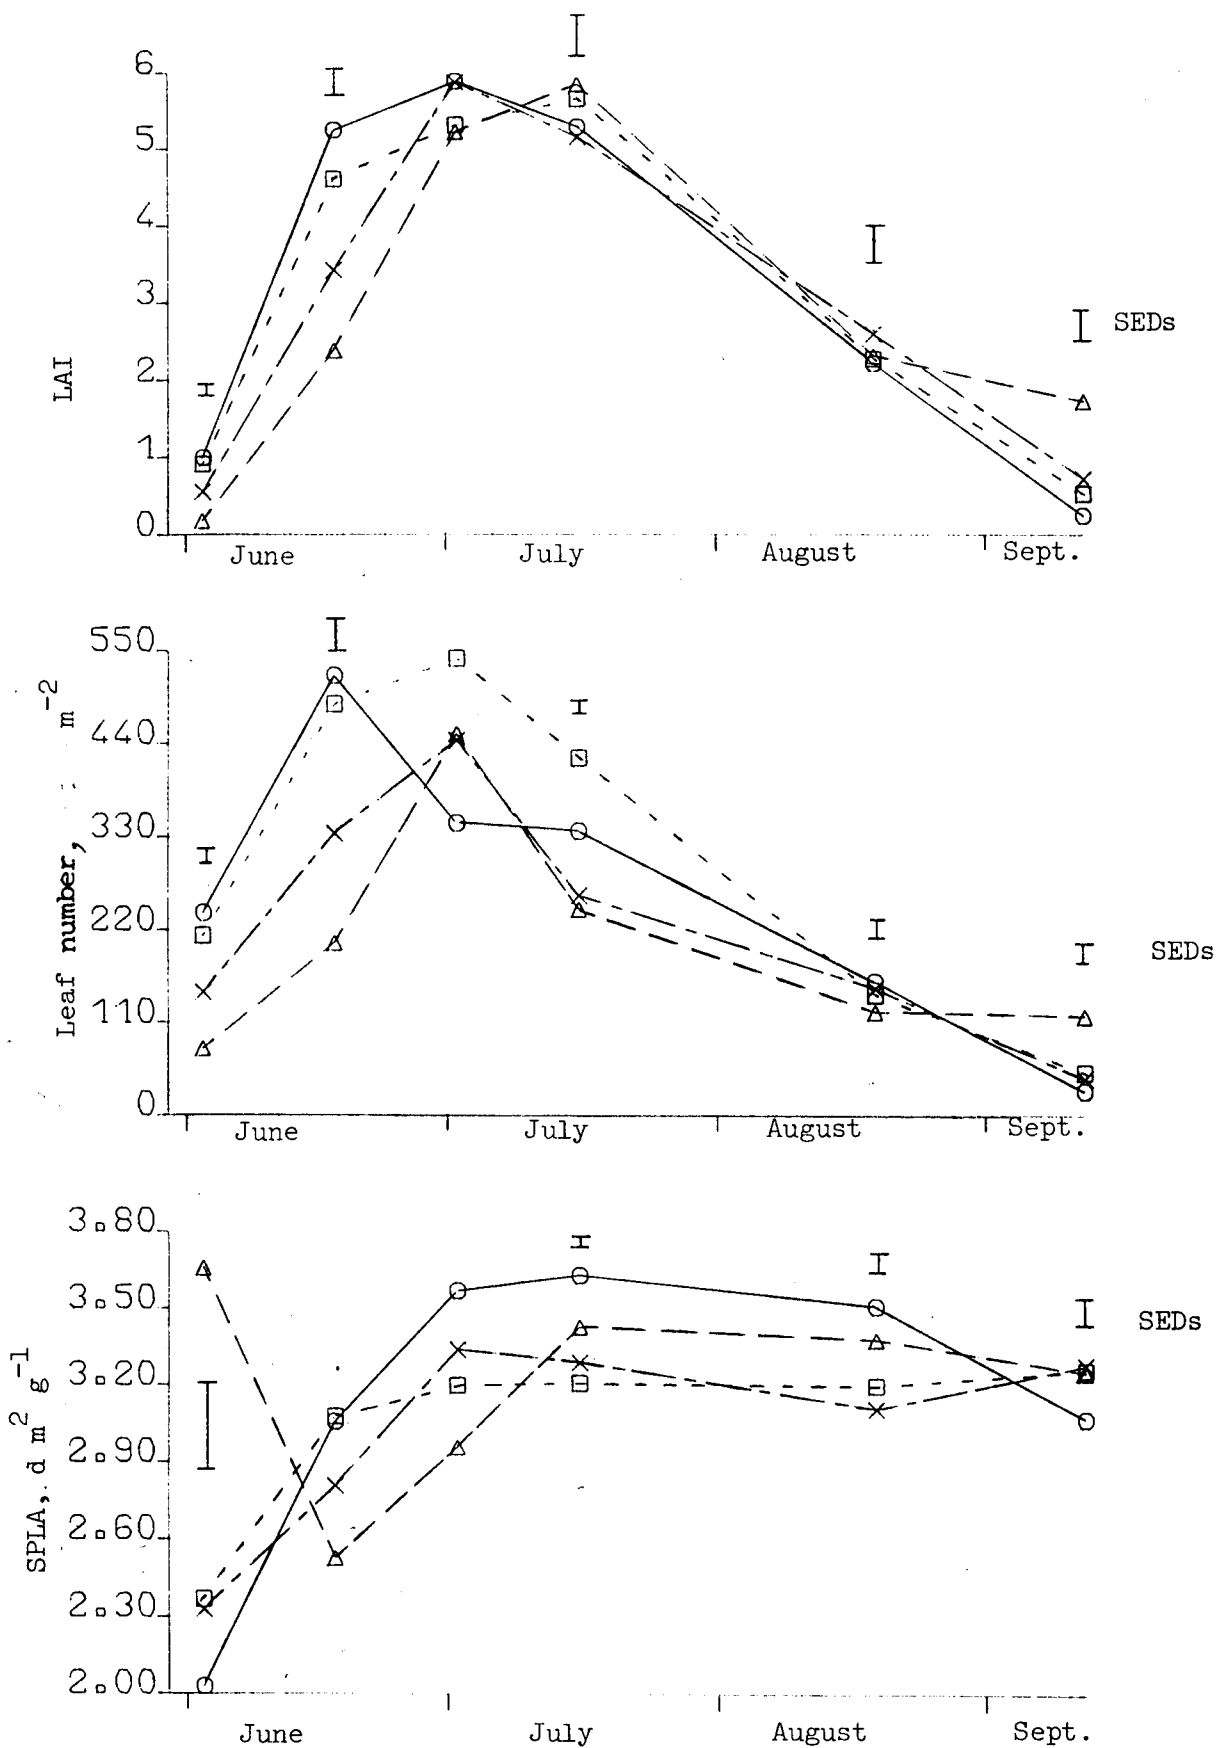 6
5
4
3
2
1
0
LAI
SEDs
June July August Sept.
550
440
330
220
110
0
Leaf number, m-2
SEDs
June July August Sept.
3.80
3.50
3.20
2.90
2.60
2.30
2.00
SPLA, d m2 g-1
SEDs
June July August Sept.